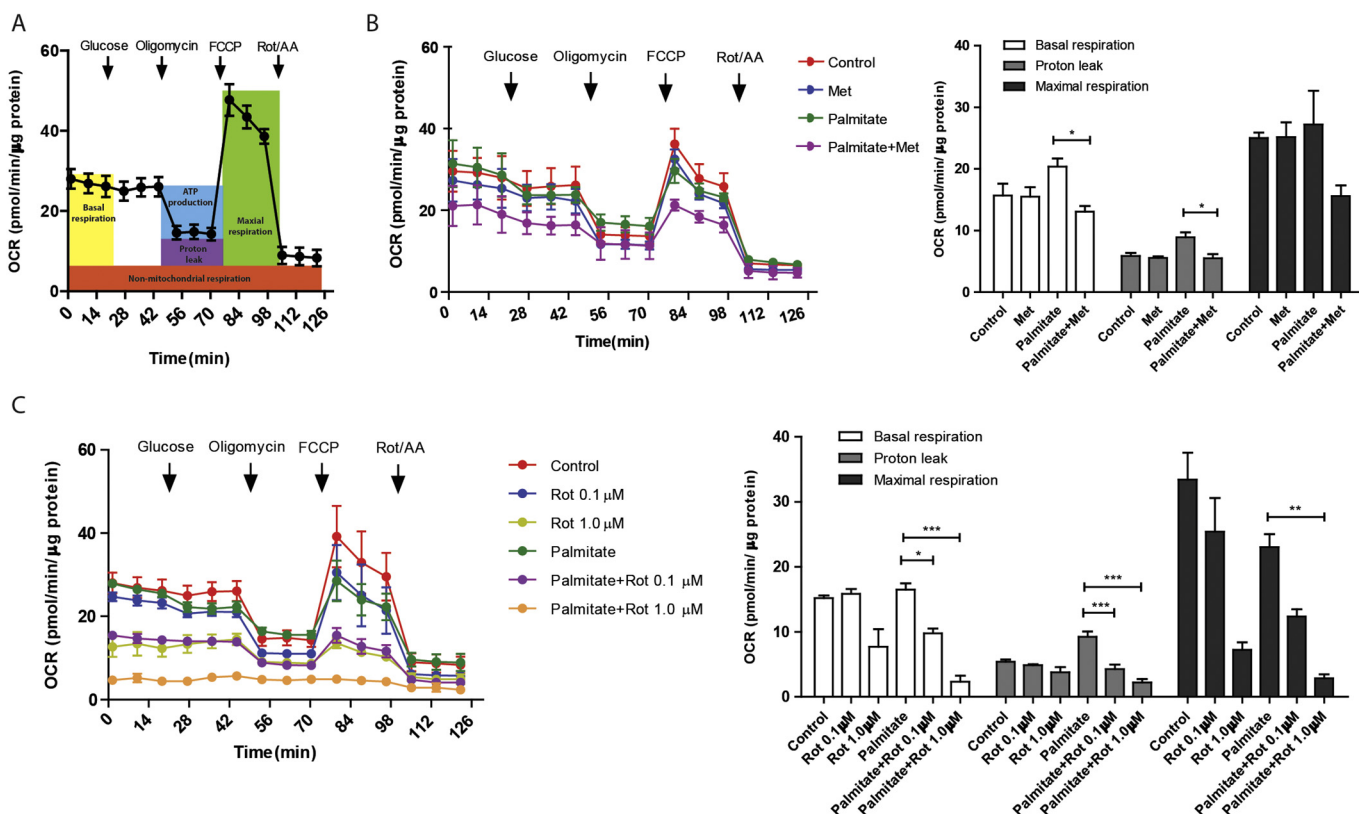 A
Glucose Oligomycin FCCP Rot/AA
OCR (pmol/min/µg protein)
60
40
20
0
Basal respiration
ATP production
Proton leak
Maxial respiration
Non-mitochondrial respiration
0 14 28 42 56 70 84 98 112 126
Time(min)
B
Glucose Oligomycin FCCP Rot/AA
OCR (pmol/min/µg protein)
60
40
20
0
0 14 28 42 56 70 84 98 112 126
Time(min)
Control
Met
Palmitate
Palmitate+Met
OCR (pmol/min/ µg protein)
40
30
20
10
0
Basal respiration
Proton leak
Maximal respiration
*
*
Control Met Palmitate Palmitate+Met Control Met Palmitate Palmitate+Met Control Met Palmitate Palmitate+Met
C
Glucose Oligomycin FCCP Rot/AA
OCR (pmol/min/µg protein)
60
40
20
0
0 14 28 42 56 70 84 98 112 126
Time(min)
Control
Rot 0.1 µM
Rot 1.0 µM
Palmitate
Palmitate+Rot 0.1 µM
Palmitate+Rot 1.0 µM
OCR (pmol/min/ µg protein)
40
30
20
10
0
Basal respiration
Proton leak
Maximal respiration
***
*
***
***
**
Control Rot 0.1µM Rot 1.0µM Palmitate Palmitate+Rot 0.1µM Palmitate+Rot 1.0µM Control Rot 0.1µM Rot 1.0µM Palmitate Palmitate+Rot 0.1µM Palmitate+Rot 1.0µM Control Rot 0.1µM Rot 1.0µM Palmitate Palmitate+Rot 0.1µM Palmitate+Rot 1.0µM